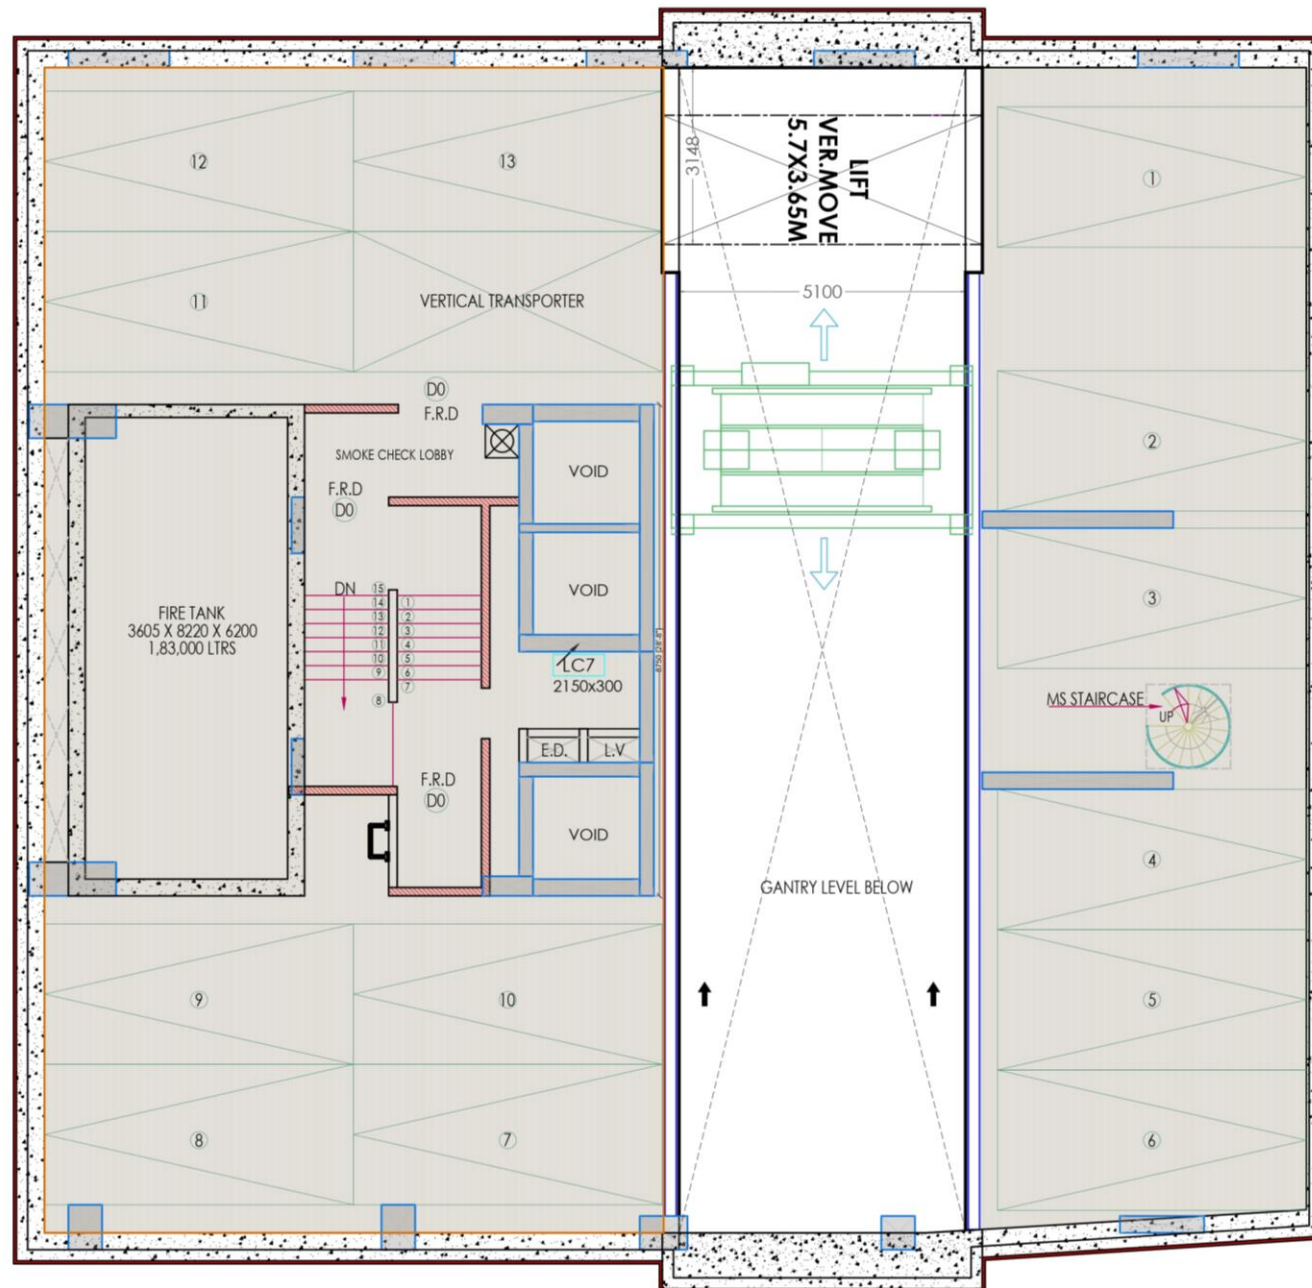 12
13
LIFT
VER.MOVE
5.7X3.65M
3148
1
11
VERTICAL TRANSPORTER
5100
D0
F.R.D
2
SMOKE CHECK LOBBY
VOID
F.R.D
D0
FIRE TANK
3605 X 8220 X 6200
1,83,000 LTRS
DN
15
14
13
12
11
10
9
8
1
2
3
4
5
6
7
VOID
3
LC7
2150x300
MS STAIRCASE
UP
E.D.
L.V
F.R.D
D0
VOID
4
GANTRY LEVEL BELOW
9
10
5
8
7
6